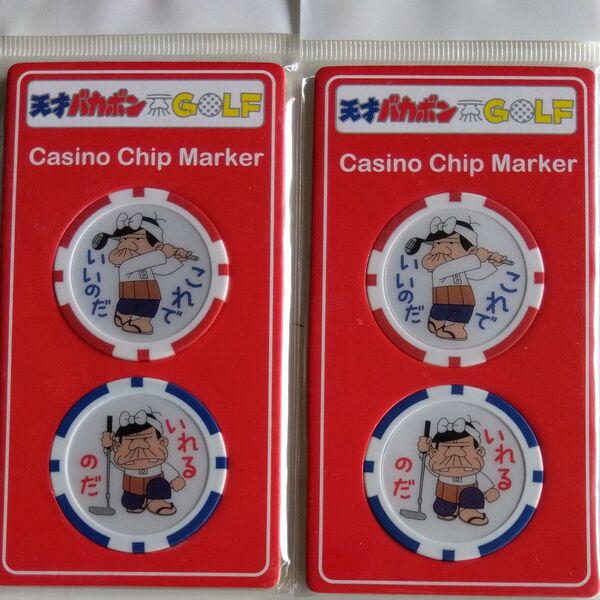 天才バカボン GOLF
Casino Chip Marker
これで
いいのだ
いれる
のだ
天才バカボン GOLF
Casino Chip Marker
これで
いいのだ
いれる
のだ